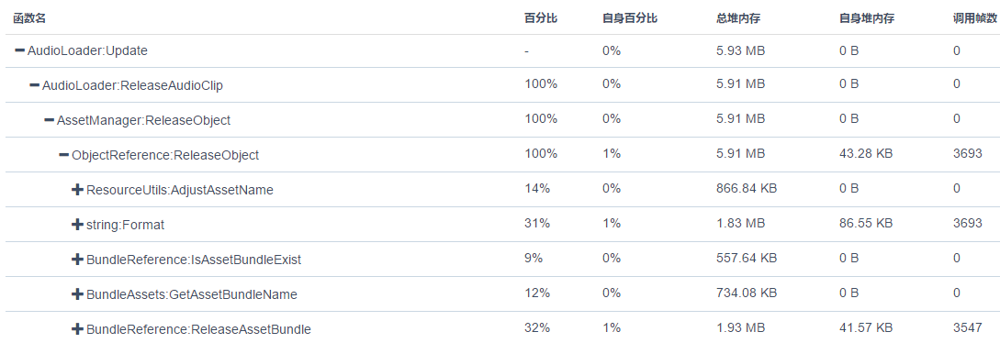 函数名 百分比 自身百分比 总堆内存 自身堆内存 调用帧数
AudioLoader:Update - 0% 5.93 MB 0 B 0
AudioLoader:ReleaseAudioClip 100% 0% 5.91 MB 0 B 0
AssetManager:ReleaseObject 100% 0% 5.91 MB 0 B 0
ObjectReference:ReleaseObject 100% 1% 5.91 MB 43.28 KB 3693
ResourceUtils:AdjustAssetName 14% 0% 866.84 KB 0 B 0
string:Format 31% 1% 1.83 MB 86.55 KB 3693
BundleReference:IsAssetBundleExist 9% 0% 557.64 KB 0 B 0
BundleAssets:GetAssetBundleName 12% 0% 734.08 KB 0 B 0
BundleReference:ReleaseAssetBundle 32% 1% 1.93 MB 41.57 KB 3547